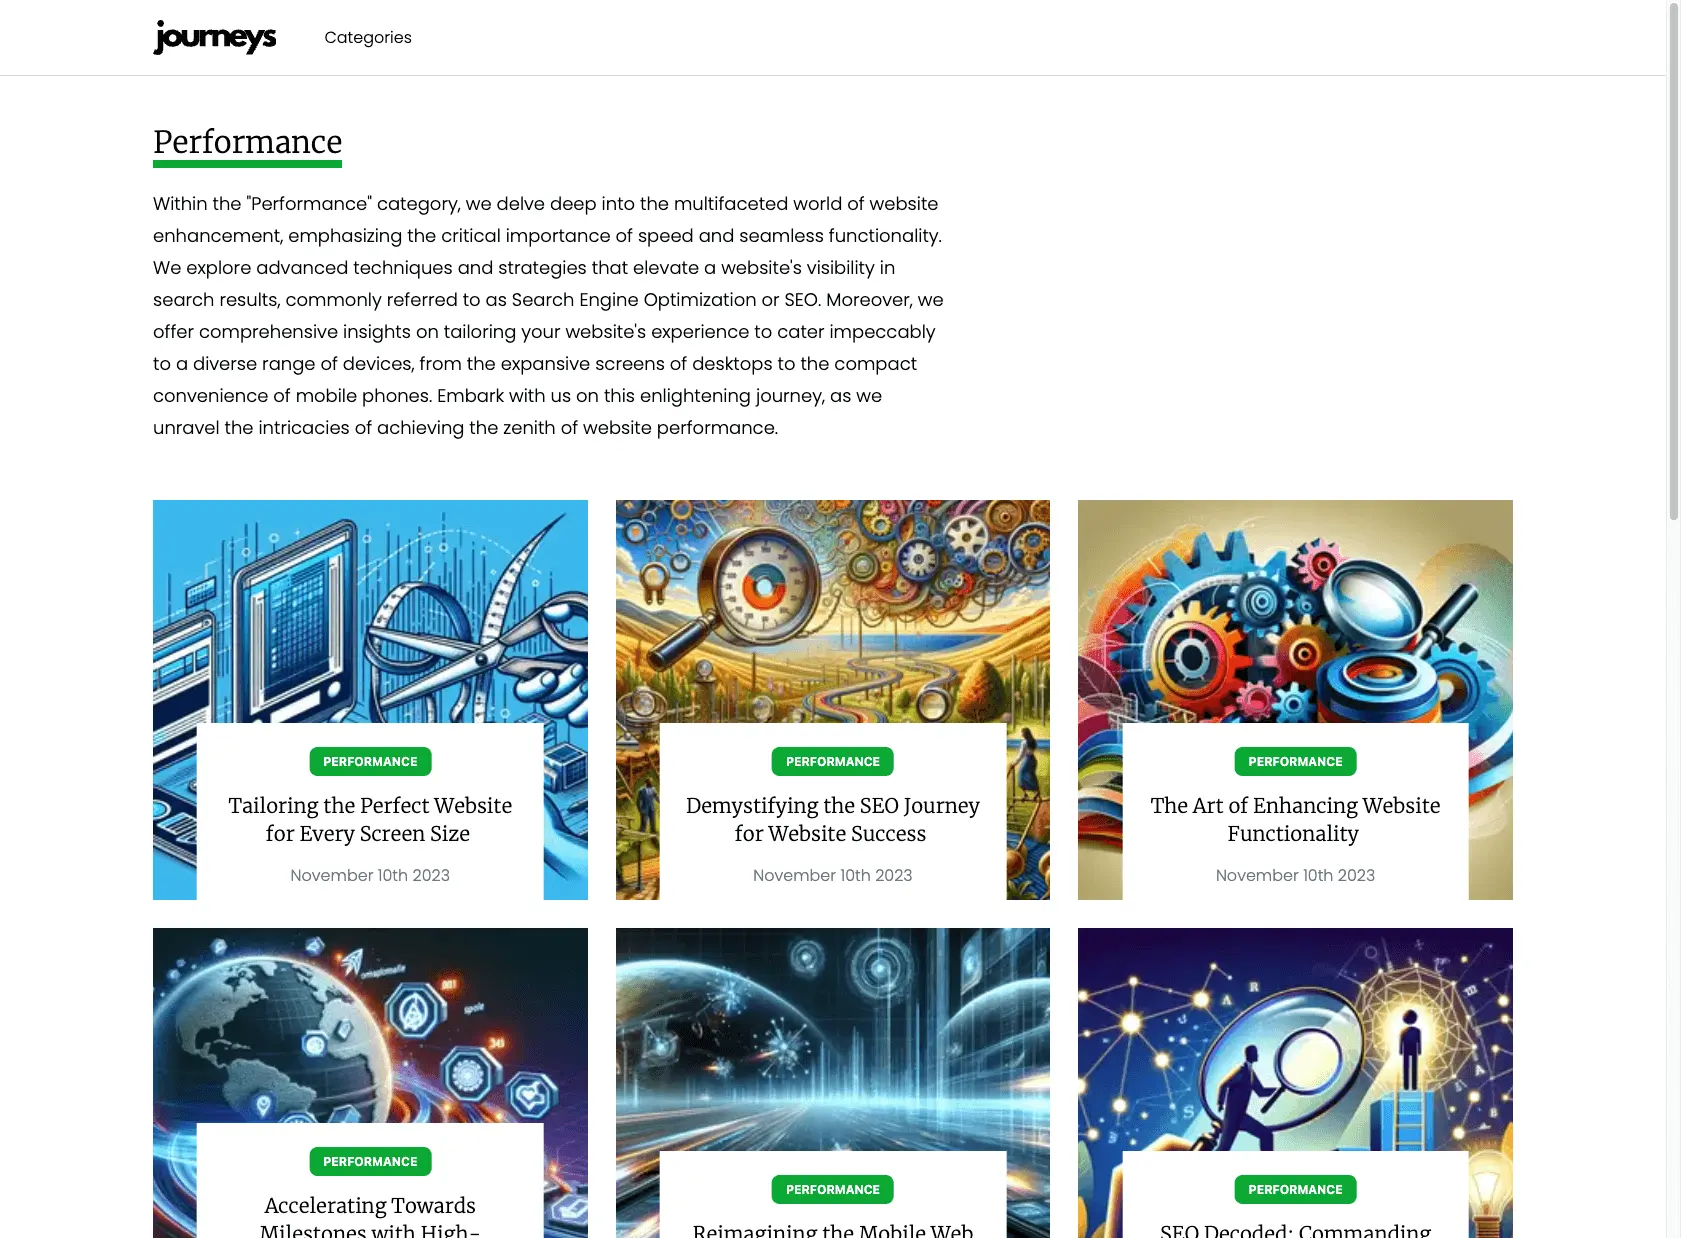 journeys
Categories
Performance
Within the "Performance" category, we delve deep into the multifaceted world of website
enhancement, emphasizing the critical importance of speed and seamless functionality.
We explore advanced techniques and strategies that elevate a website's visibility in
search results, commonly referred to as Search Engine Optimization or SEO. Moreover, we
offer comprehensive insights on tailoring your website's experience to cater impeccably
to a diverse range of devices, from the expansive screens of desktops to the compact
convenience of mobile phones. Embark with us on this enlightening journey, as we
unravel the intricacies of achieving the zenith of website performance.
PERFORMANCE
Tailoring the Perfect Website
for Every Screen Size
November 10th 2023
PERFORMANCE
Demystifying the SEO Journey
for Website Success
November 10th 2023
PERFORMANCE
The Art of Enhancing Website
Functionality
November 10th 2023
PERFORMANCE
Accelerating Towards
Milestones with High-
PERFORMANCE
Reimagining the Mobile Web
PERFORMANCE
SEO Decoded: Commanding